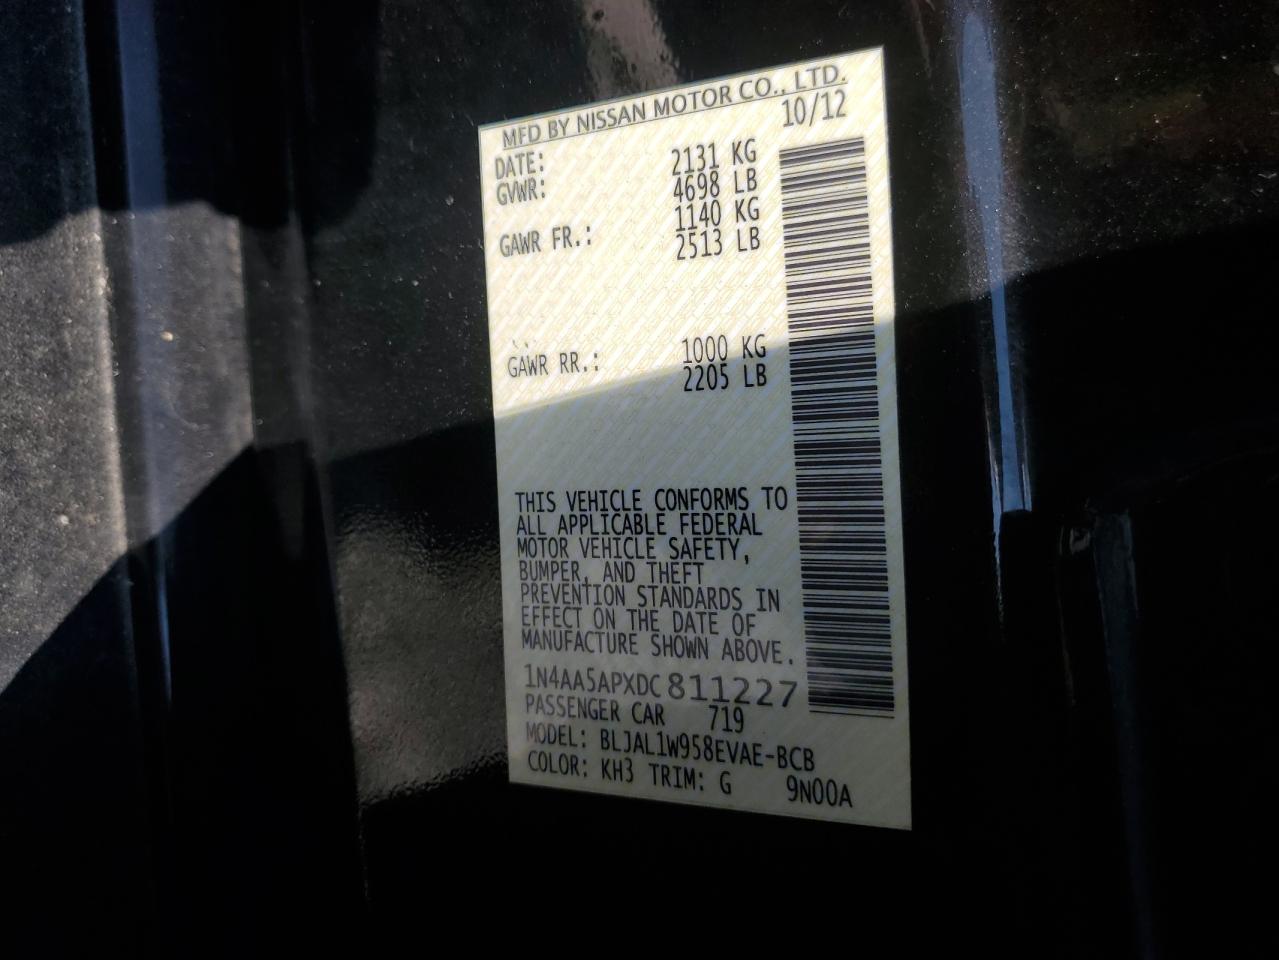 MFD BY NISSAN MOTOR CO., LTD.
DATE: 10/12
GVWR: 2131 KG
4698 LB
GAWR FR.: 1140 KG
2513 LB
GAWR RR.: 1000 KG
2205 LB
THIS VEHICLE CONFORMS TO
ALL APPLICABLE FEDERAL
MOTOR VEHICLE SAFETY,
BUMPER, AND THEFT
PREVENTION STANDARDS IN
EFFECT ON THE DATE OF
MANUFACTURE SHOWN ABOVE.
1N4AA5APXDC811227
PASSENGER CAR 719
MODEL: BLJAL1W958EVAE-BCB
COLOR: KH3 TRIM: G 9N00A